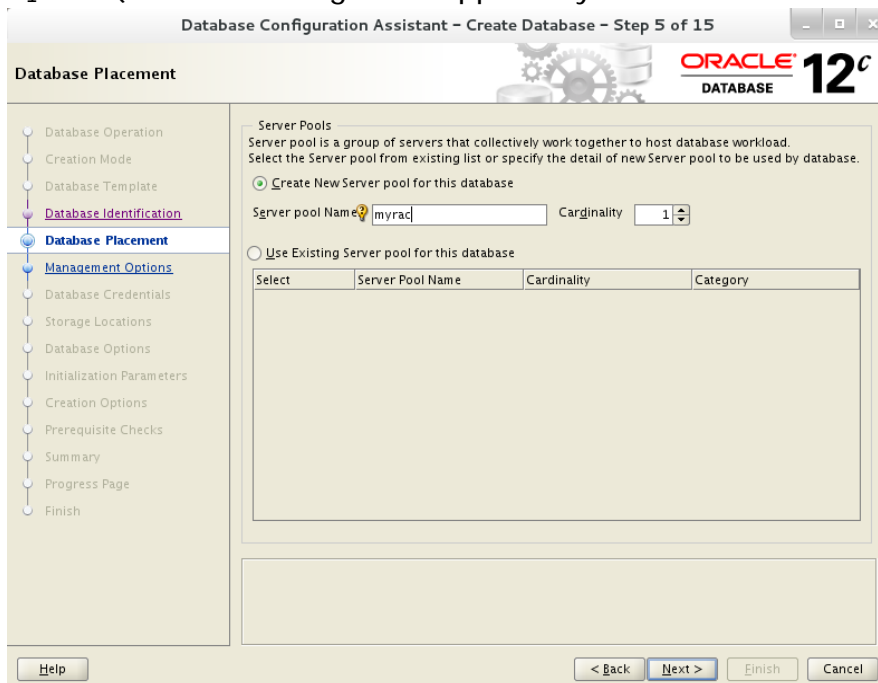 Database Configuration Assistant - Create Database - Step 5 of 15
Database Placement
ORACLE
DATABASE
12c
Database Operation
Creation Mode
Database Template
Database Identification
Database Placement
Management Options
Database Credentials
Storage Locations
Database Options
Initialization Parameters
Creation Options
Prerequisite Checks
Summary
Progress Page
Finish
Server Pools
Server pool is a group of servers that collectively work together to host database workload.
Select the Server pool from existing list or specify the detail of new Server pool to be used by database.
Create New Server pool for this database
Server pool Name myrac Cardinality 1
Use Existing Server pool for this database
Select Server Pool Name Cardinality Category
Help < Back Next > Finish Cancel